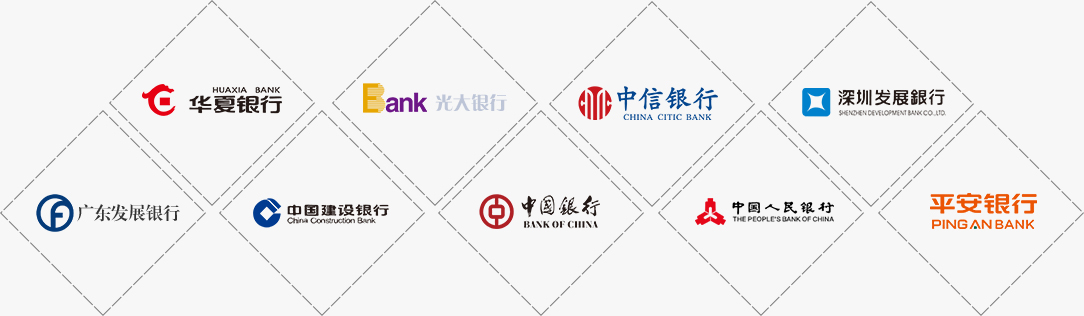 HUAXIA BANK
华夏银行
Bank 光大银行
中信银行
CHINA CITIC BANK
深圳发展銀行
SHENZHEN DEVELOPMENT BANK CO.,LTD.
广东发展银行
中国建设银行
China Construction Bank
中国銀行
BANK OF CHINA
中国人民银行
THE PEOPLE'S BANK OF CHINA
平安银行
PING AN BANK